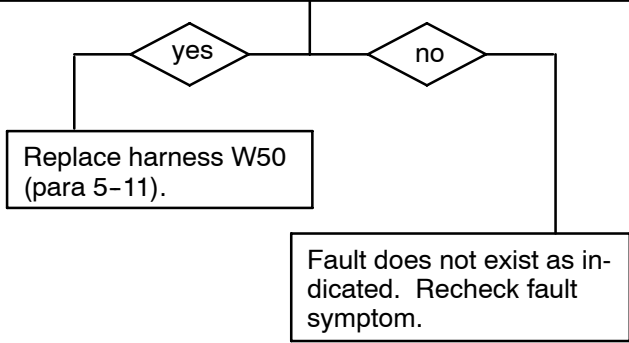 yes
no
Replace harness W50
(para 5-11).
Fault does not exist as in-
dicated.  Recheck fault
symptom.